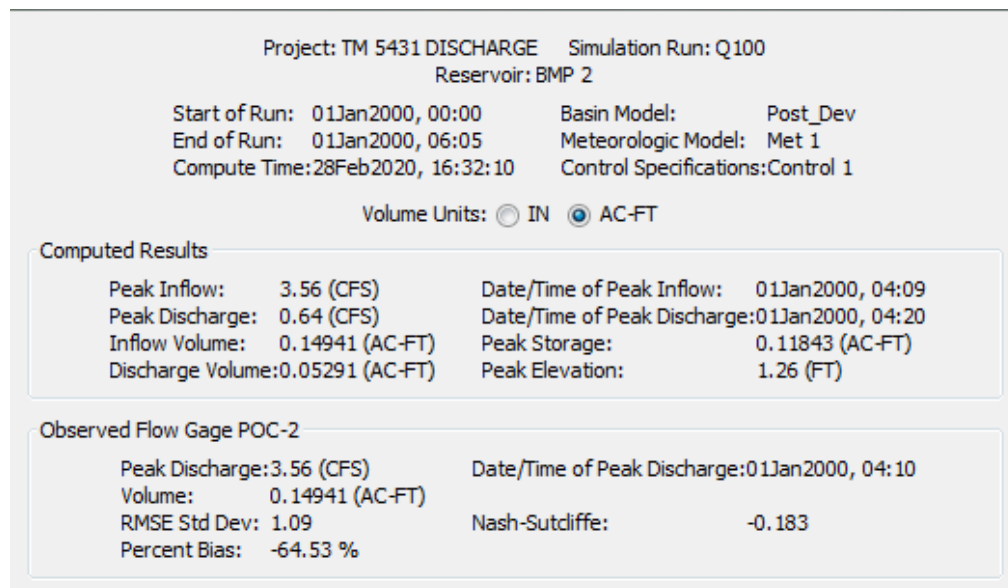 Project: TM 5431 DISCHARGE Simulation Run: Q100
Reservoir: BMP 2
Start of Run: 01Jan2000, 00:00 Basin Model: Post_Dev
End of Run: 01Jan2000, 06:05 Meteorologic Model: Met 1
Compute Time:28Feb2020, 16:32:10 Control Specifications:Control 1
Volume Units: IN AC-FT
Computed Results
Peak Inflow: 3.56 (CFS) Date/Time of Peak Inflow: 01Jan2000, 04:09
Peak Discharge: 0.64 (CFS) Date/Time of Peak Discharge:01Jan2000, 04:20
Inflow Volume: 0.14941 (AC-FT) Peak Storage: 0.11843 (AC-FT)
Discharge Volume:0.05291 (AC-FT) Peak Elevation: 1.26 (FT)
Observed Flow Gage POC-2
Peak Discharge:3.56 (CFS) Date/Time of Peak Discharge:01Jan2000, 04:10
Volume: 0.14941 (AC-FT)
RMSE Std Dev: 1.09 Nash-Sutcliffe: -0.183
Percent Bias: -64.53 %